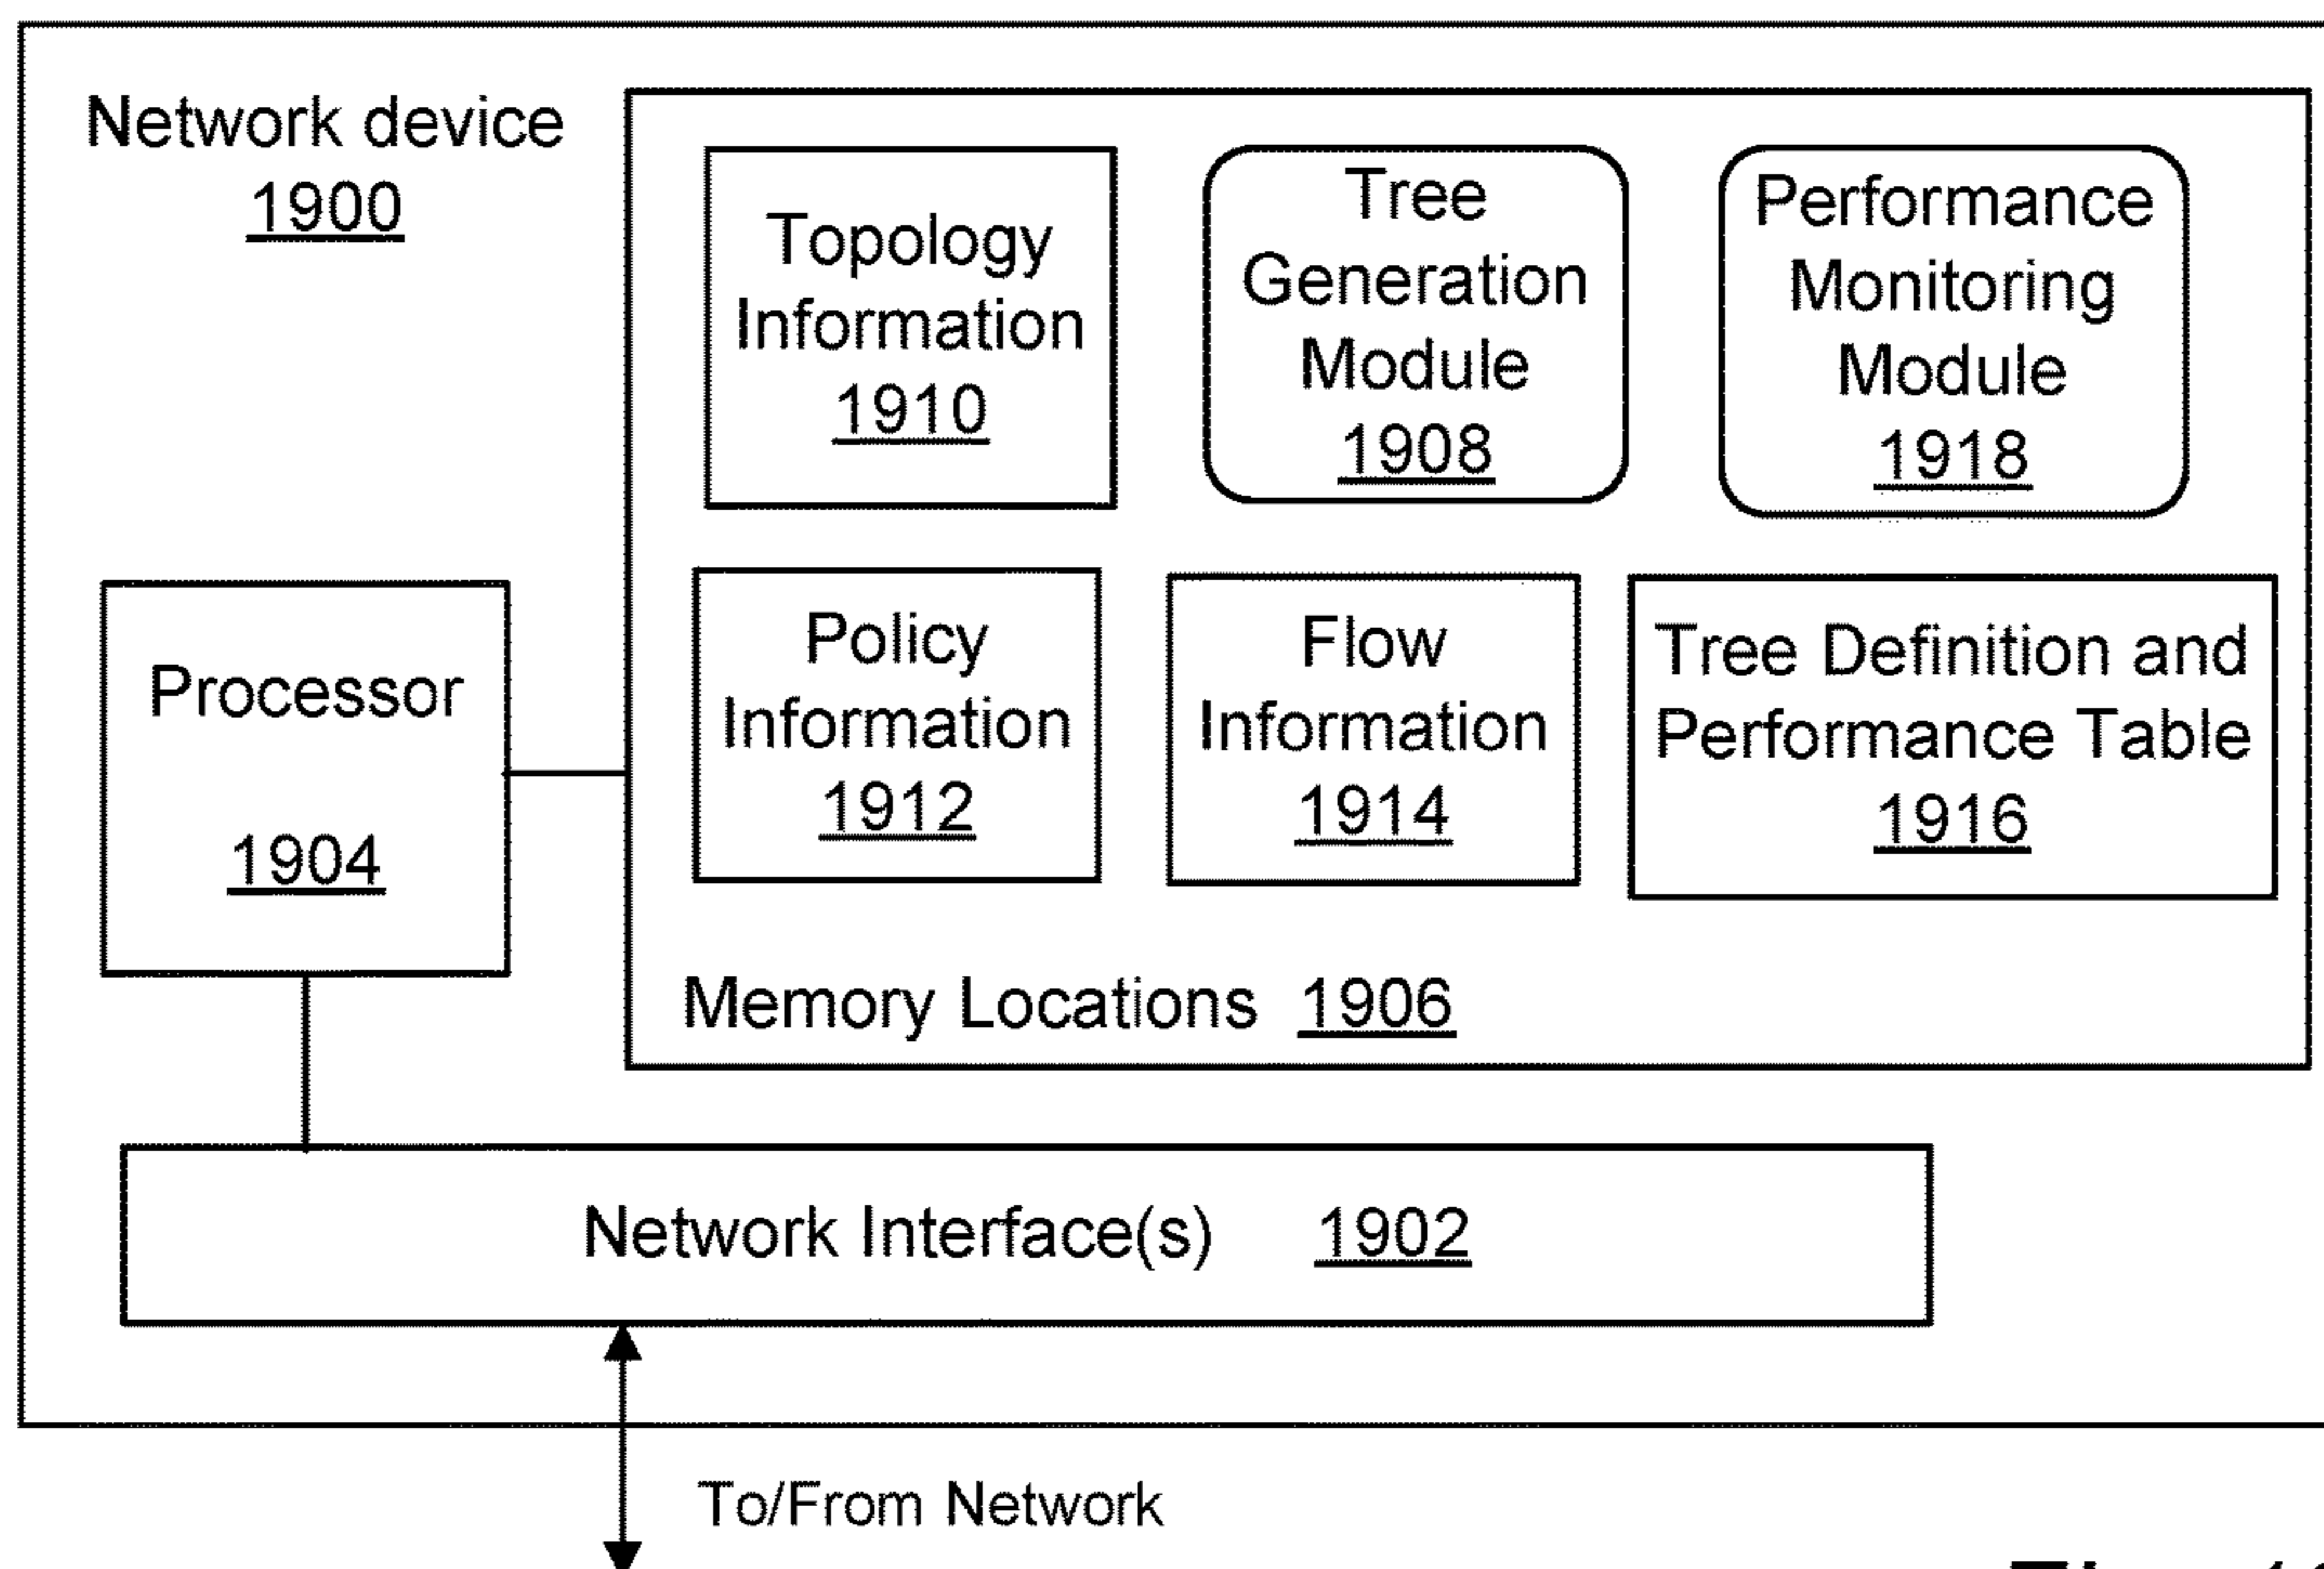 Network device
1900
Topology
Information
1910
Tree
Generation
Module
1908
Performance
Monitoring
Module
1918
Processor
1904
Policy
Information
1912
Flow
Information
1914
Tree Definition and
Performance Table
1916
Memory Locations 1906
Network Interface(s) 1902
To/From Network